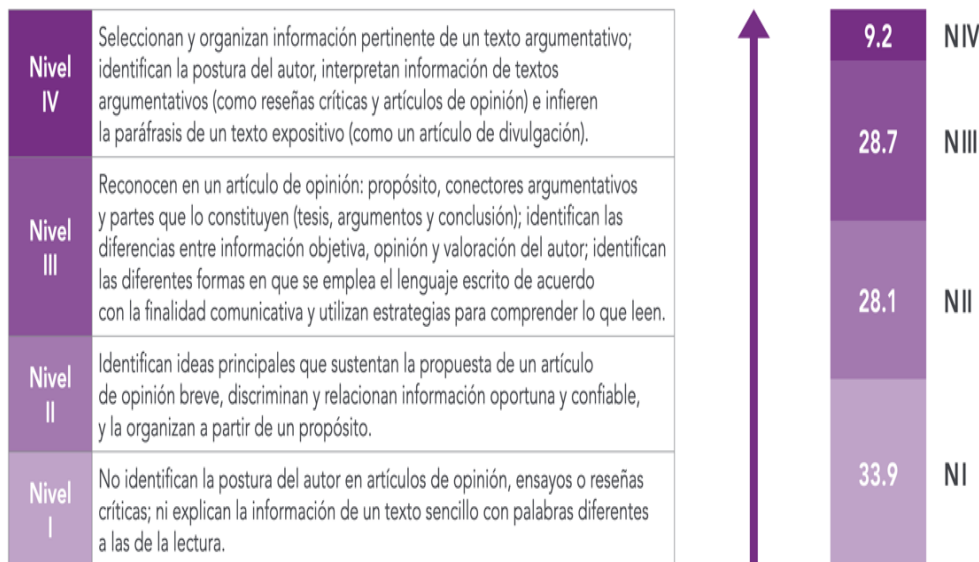 Nivel
IV
Seleccionan y organizan información pertinente de un texto argumentativo;
identifican la postura del autor, interpretan información de textos
argumentativos (como reseñas críticas y artículos de opinión) e infieren
la paráfrasis de un texto expositivo (como un artículo de divulgación).
Nivel
III
Reconocen en un artículo de opinión: propósito, conectores argumentativos
y partes que lo constituyen (tesis, argumentos y conclusión); identifican las
diferencias entre información objetiva, opinión y valoración del autor; identifican
las diferentes formas en que se emplea el lenguaje escrito de acuerdo
con la finalidad comunicativa y utilizan estrategias para comprender lo que leen.
Nivel
II
Identifican ideas principales que sustentan la propuesta de un artículo
de opinión breve, discriminan y relacionan información oportuna y confiable,
y la organizan a partir de un propósito.
Nivel
I
No identifican la postura del autor en artículos de opinión, ensayos o reseñas
críticas; ni explican la información de un texto sencillo con palabras diferentes
a las de la lectura.
9.2 NIV
28.7 NIII
28.1 NII
33.9 NI